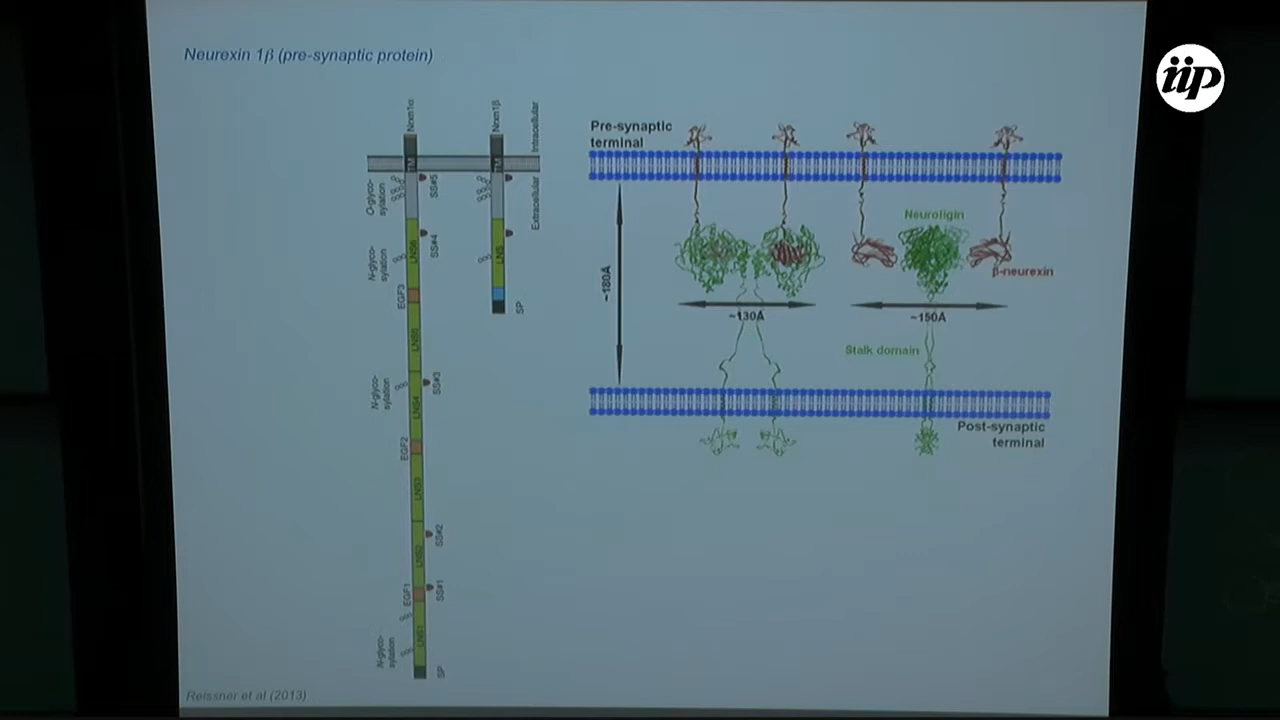 Neurexin 1β (pre-synaptic protein)
iip
Nrxn1α
Nrxn1β
Intracellular
Extracellular
TM
TM
O-glyco-
sylation
SS#5
N-glyco-
sylation
LNS6
SS#4
LNS
EGF3
SP
LNS5
N-glyco-
sylation
SS#3
LNS4
EGF2
LNS3
SS#2
LNS2
EGF1
SS#1
N-glyco-
sylation
LNS1
SP
Pre-synaptic
terminal
Neuroligin
β-neurexin
~180Å
~130Å
~150Å
Stalk domain
Post-synaptic
terminal
Reissner et al (2013)